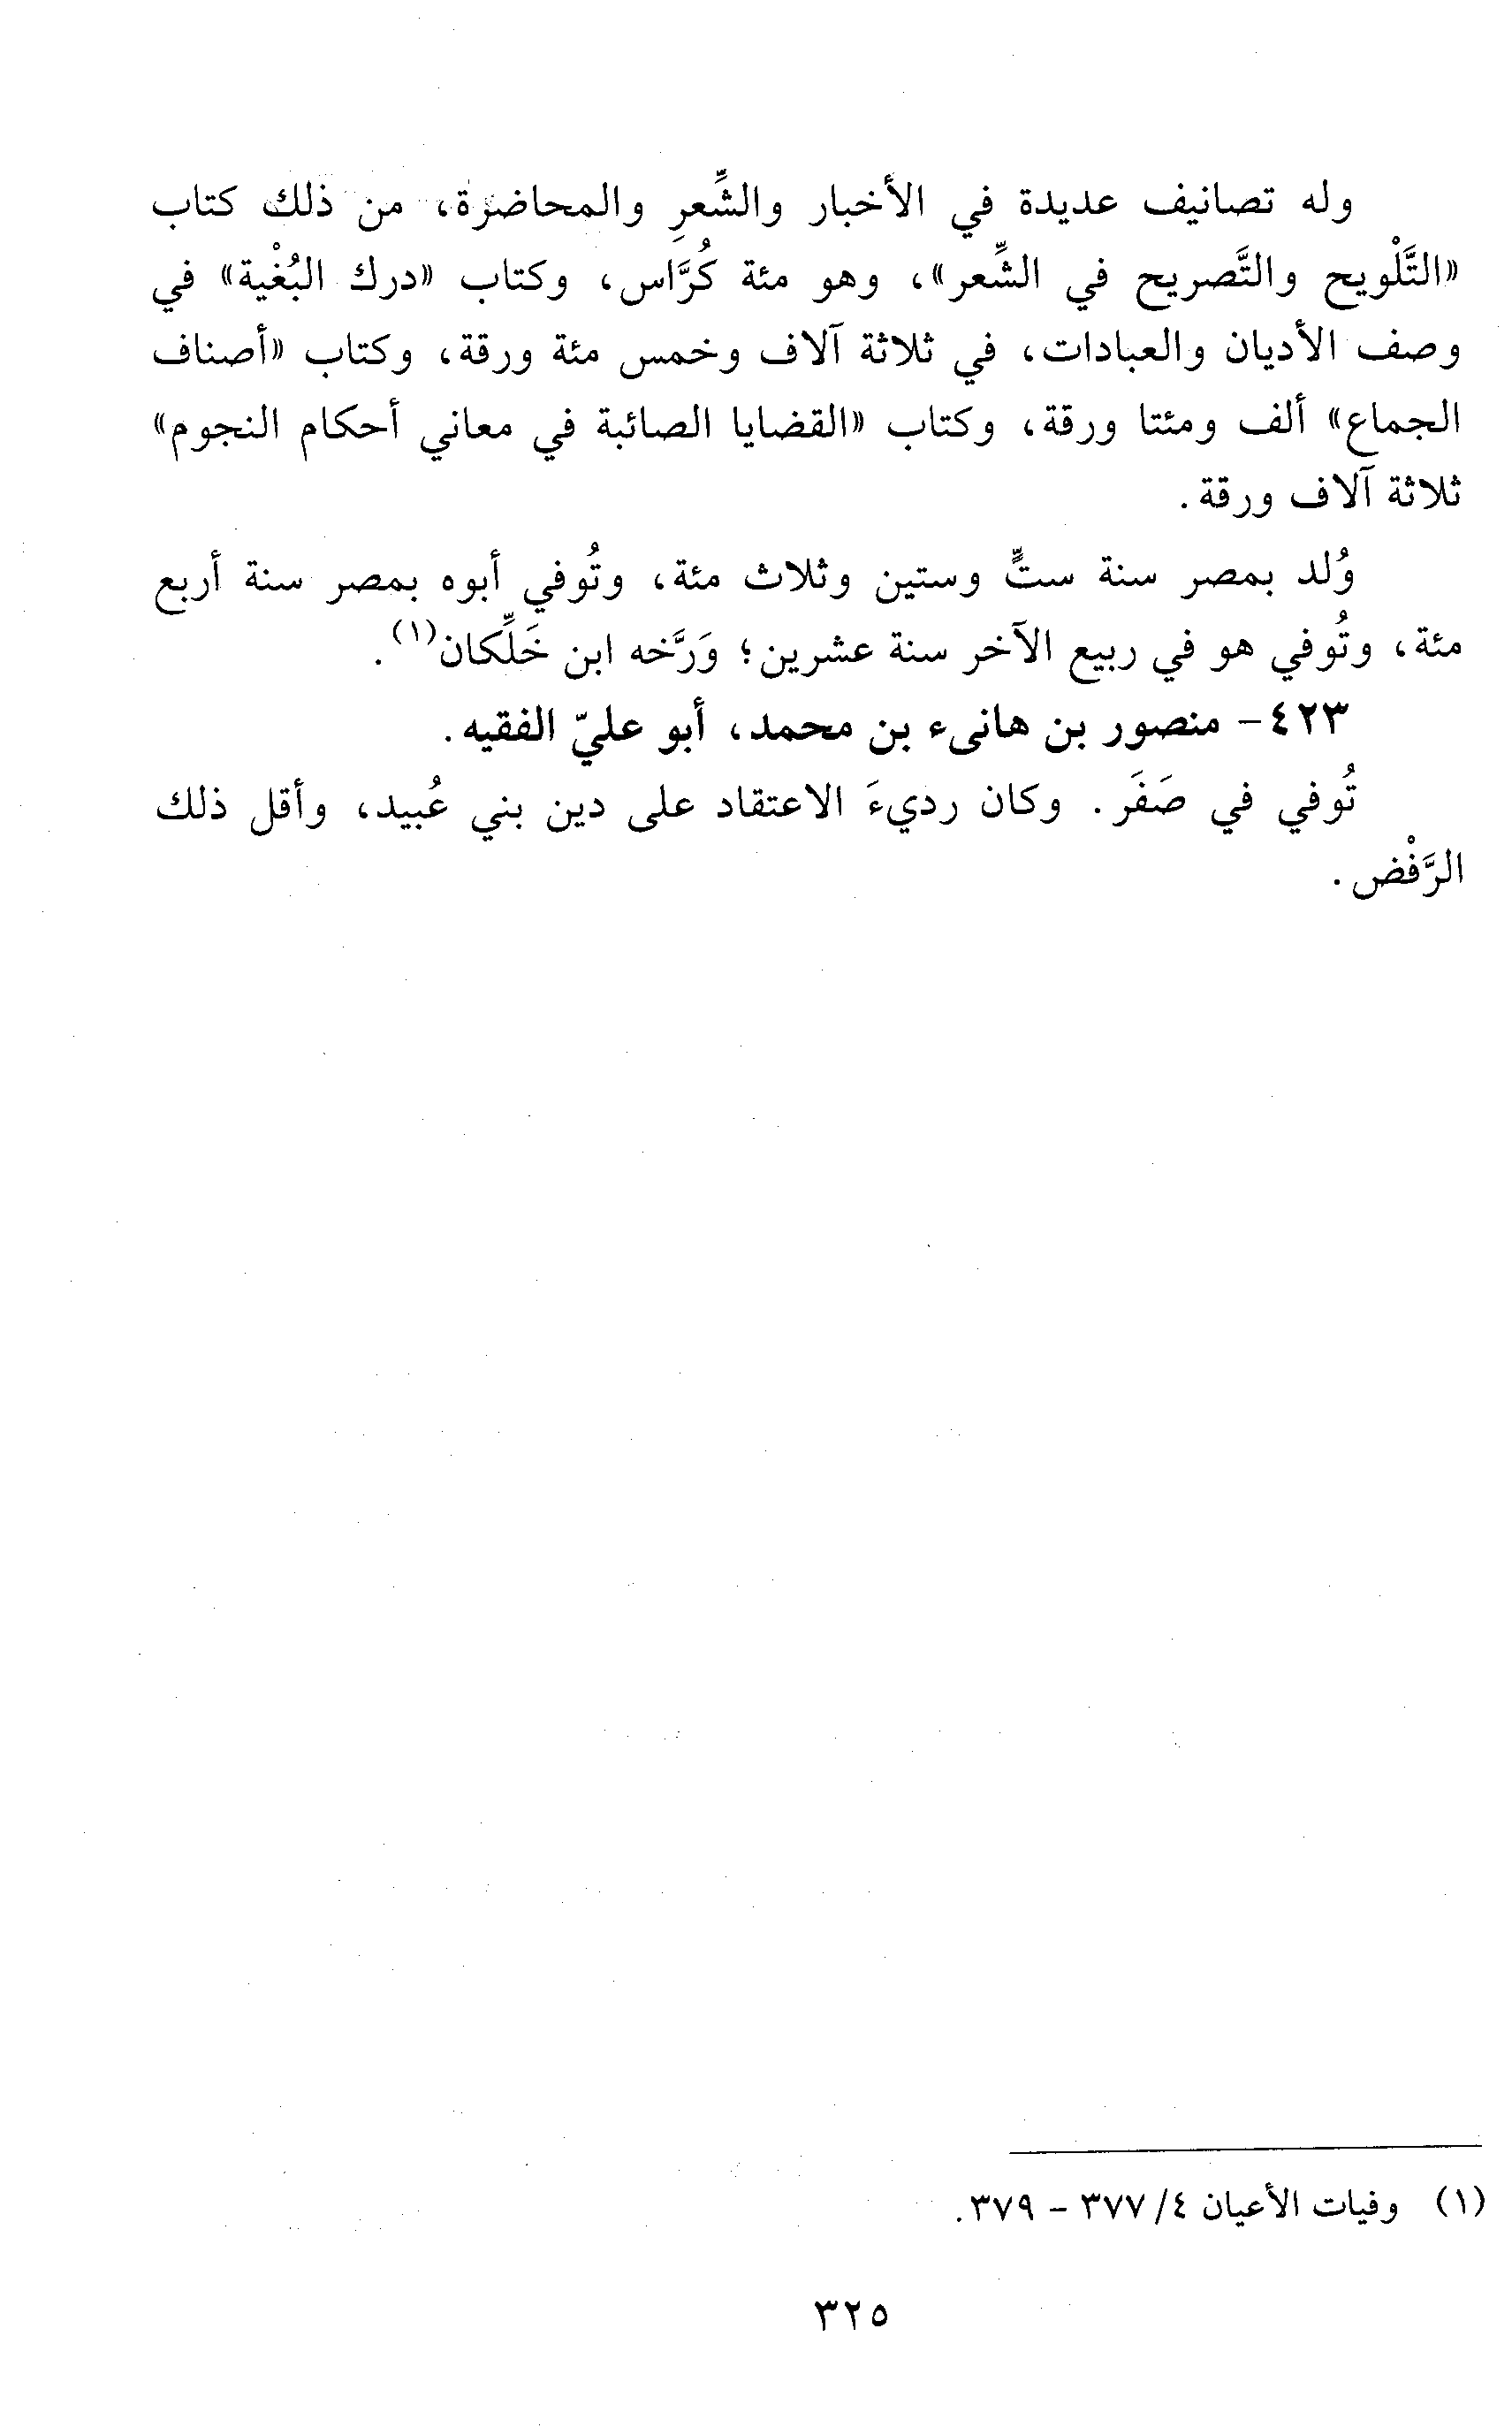 وله تصانيف عديدة في الأخبار والشِّعرِ والمحاضرة، من ذلك كتاب
«التَّلْويح والتَّصريح في الشِّعر»، وهو مئة كُرَّاس، وكتاب «درك البُغْية» في
وصف الأديان والعبادات، في ثلاثة آلاف وخمس مئة ورقة، وكتاب «أصناف
الجماع» ألف ومئتا ورقة، وكتاب «القضايا الصائبة في معاني أحكام النجوم»
ثلاثة آلاف ورقة.
وُلد بمصر سنة ستٍّ وستين وثلاث مئة، وتُوفي أبوه بمصر سنة أربع
مئة، وتُوفي هو في ربيع الآخر سنة عشرين؛ وَرَّخه ابن خَلِّكان(١).
٤٢٣- منصور بن هانىء بن محمد، أبو عليّ الفقيه.
تُوفي في صَفَر. وكان رديءَ الاعتقاد على دين بني عُبيد، وأقل ذلك
الرَّفْض.
(١) وفيات الأعيان ٤/ ٣٧٧ - ٣٧٩.
٣٢٥